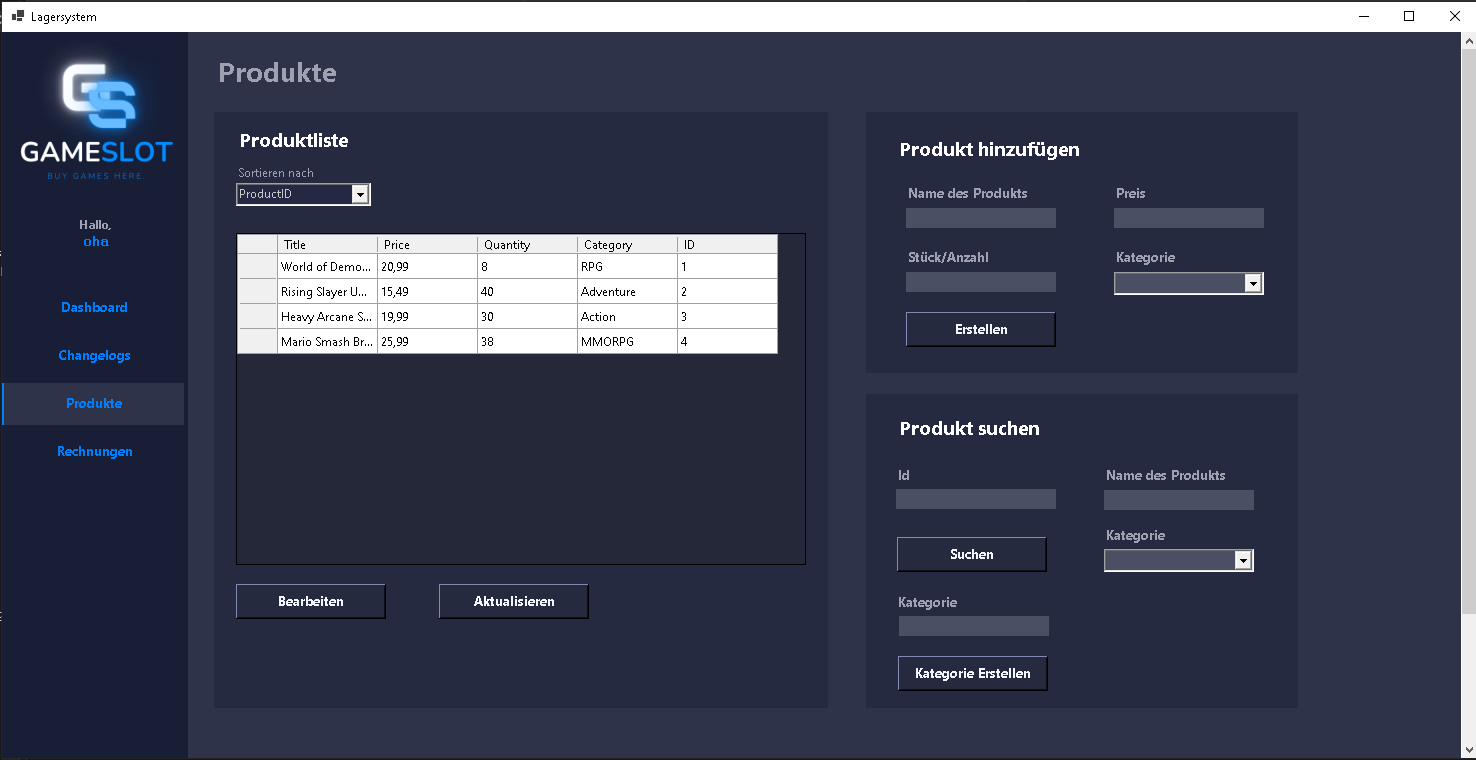 Lagersystem
GAMESLOT
BUY GAMES HERE.
Hallo,
oha
Dashboard
Changelogs
Produkte
Rechnungen
Produkte
Produktliste
Sortieren nach
ProductID
Title Price Quantity Category ID
World of Demo... 20,99 8 RPG 1
Rising Slayer U... 15,49 40 Adventure 2
Heavy Arcane S... 19,99 30 Action 3
Mario Smash Br... 25,99 38 MMORPG 4
Bearbeiten Aktualisieren
Produkt hinzufügen
Name des Produkts Preis
Stück/Anzahl Kategorie
Erstellen
Produkt suchen
Id Name des Produkts
Kategorie
Suchen
Kategorie
Kategorie Erstellen